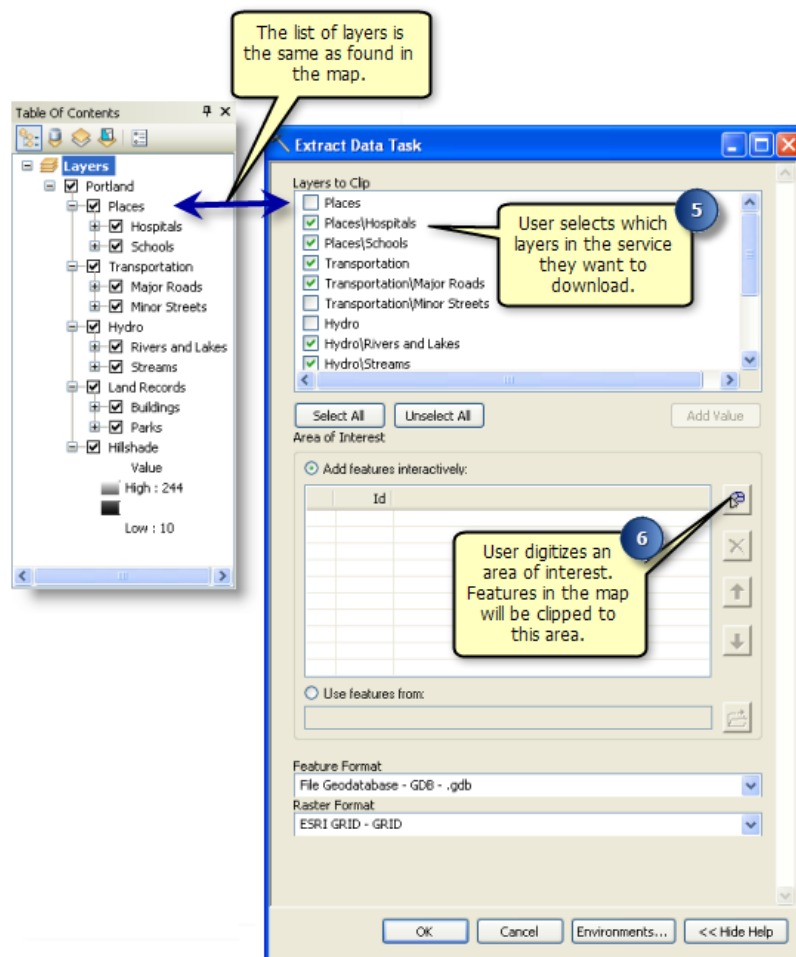 The list of layers is
the same as found in
the map.
Table Of Contents
Layers
Portland
Places
Hospitals
Schools
Transportation
Major Roads
Minor Streets
Hydro
Rivers and Lakes
Streams
Land Records
Buildings
Parks
Hillshade
Value
High : 244
Low : 10
Extract Data Task
Layers to Clip
Places
Places\Hospitals
Places\Schools
Transportation
Transportation\Major Roads
Transportation\Minor Streets
Hydro
Hydro\Rivers and Lakes
Hydro\Streams
5
User selects which
layers in the service
they want to
download.
Select All
Unselect All
Add Value
Area of Interest
Add features interactively:
Id
6
User digitizes an
area of interest.
Features in the map
will be clipped to
this area.
Use features from:
Feature Format
File Geodatabase - GDB - .gdb
Raster Format
ESRI GRID - GRID
OK
Cancel
Environments...
<< Hide Help